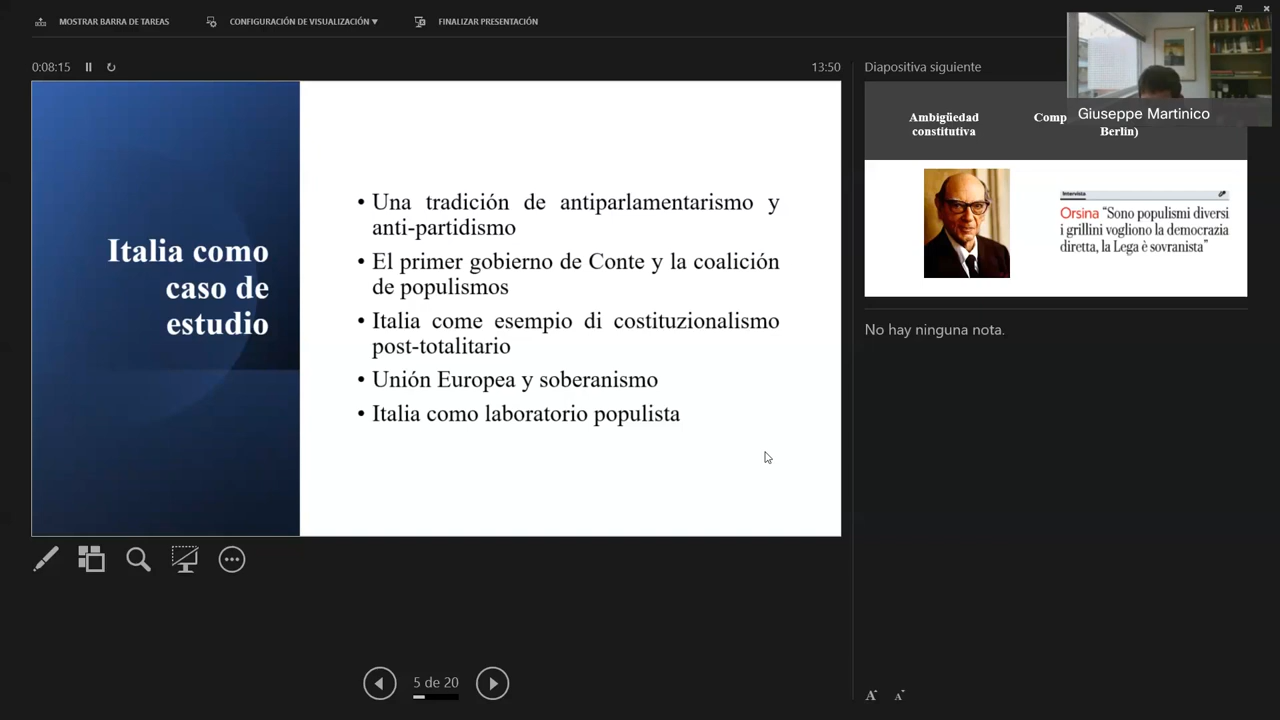 MOSTRAR BARRA DE TAREAS
CONFIGURACIÓN DE VISUALIZACIÓN ▼
FINALIZAR PRESENTACIÓN
0:08:15
13:50
Italia como
caso de
estudio
• Una tradición de antiparlamentarismo y
anti-partidismo
• El primer gobierno de Conte y la coalición
de populismos
• Italia come esempio di costituzionalismo
post-totalitario
• Unión Europea y soberanismo
• Italia como laboratorio populista
5 de 20
Diapositiva siguiente
Giuseppe Martinico
Ambigüedad
constitutiva
Comp
Berlin)
Intervista
Orsina “Sono populismi diversi
i grillini vogliono la democrazia
diretta, la Lega è sovranista”
No hay ninguna nota.
A A